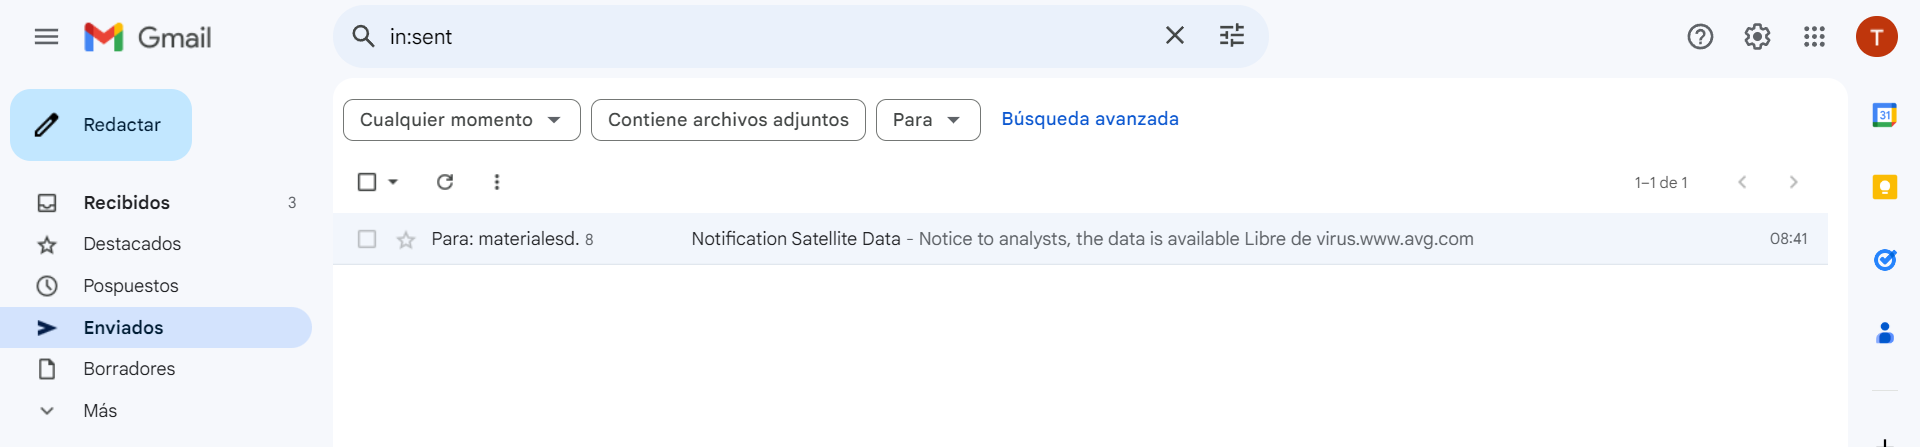 Gmail
in:sent
T
Redactar
Cualquier momento
Contiene archivos adjuntos
Para
Búsqueda avanzada
31
1–1 de 1
Recibidos 3
Para: materialesd. 8 Notification Satellite Data - Notice to analysts, the data is available Libre de virus.www.avg.com 08:41
Destacados
Pospuestos
Enviados
Borradores
Más